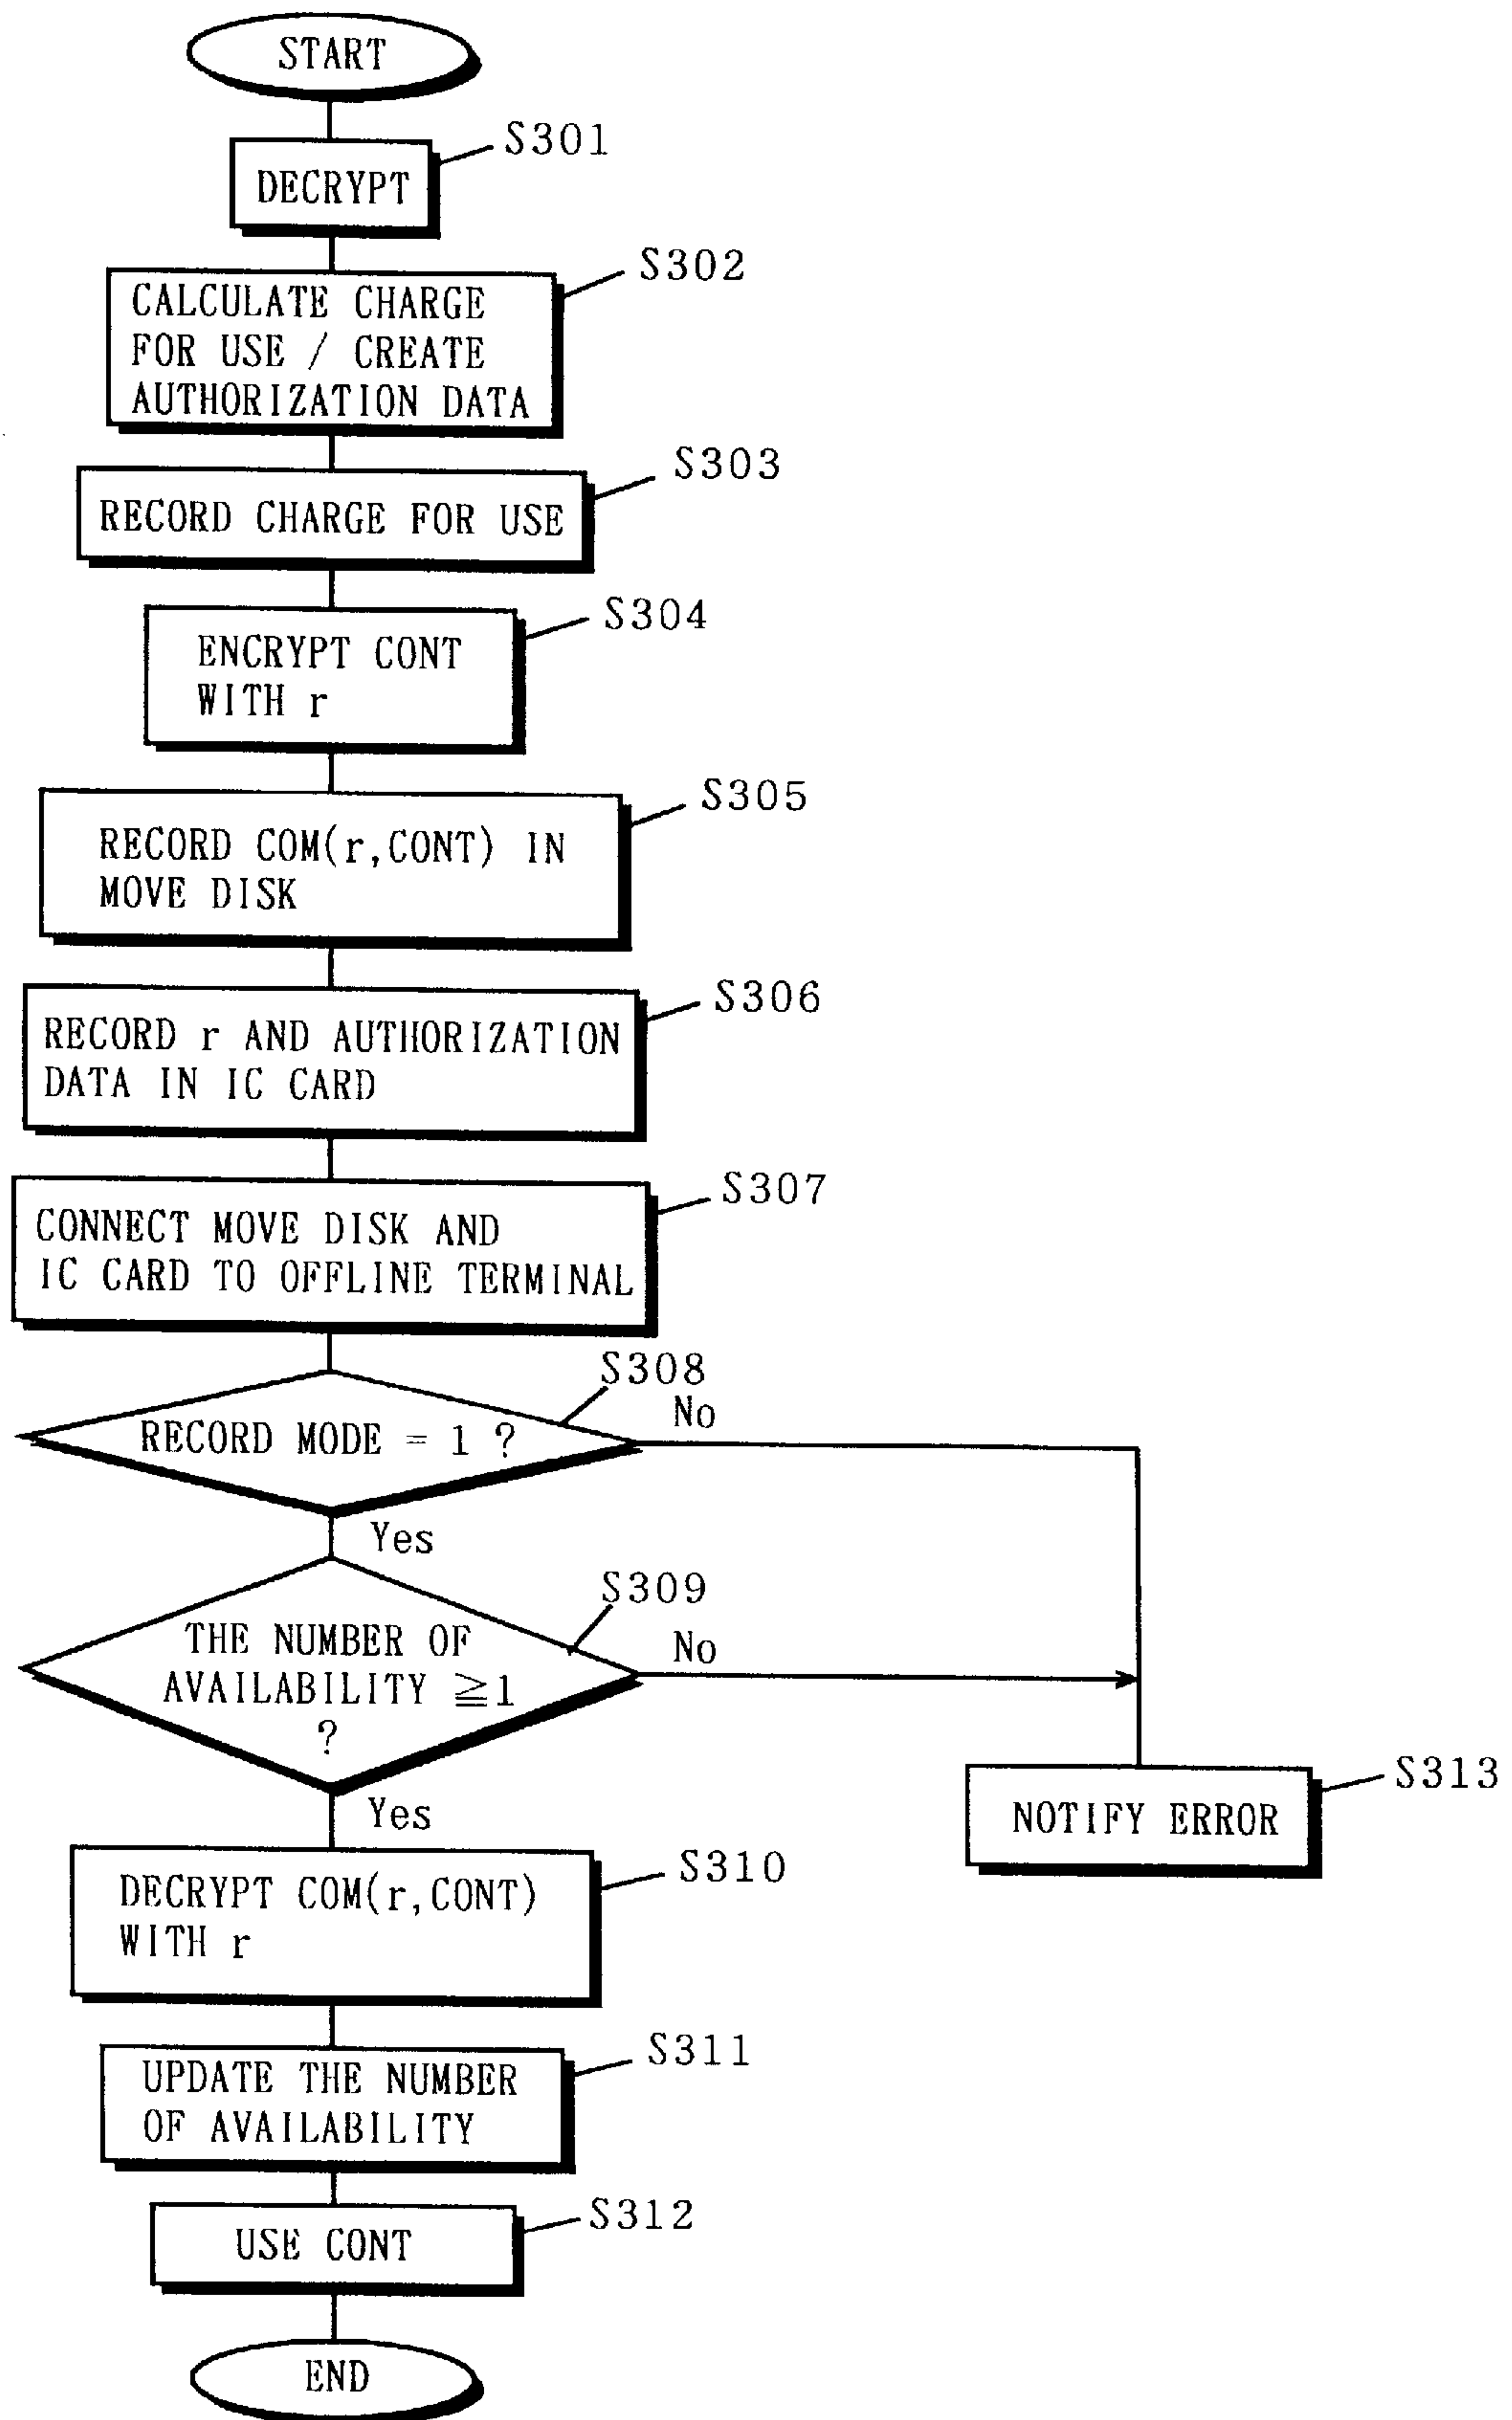 START
S301
DECRYPT
S302
CALCULATE CHARGE
FOR USE / CREATE
AUTHORIZATION DATA
S303
RECORD CHARGE FOR USE
S304
ENCRYPT CONT
WITH r
S305
RECORD COM(r,CONT) IN
MOVE DISK
S306
RECORD r AND AUTHORIZATION
DATA IN IC CARD
S307
CONNECT MOVE DISK AND
IC CARD TO OFFLINE TERMINAL
S308
RECORD MODE = 1 ?
No
Yes
S309
THE NUMBER OF
AVAILABILITY ≧1
?
No
Yes
S313
NOTIFY ERROR
S310
DECRYPT COM(r,CONT)
WITH r
S311
UPDATE THE NUMBER
OF AVAILABILITY
S312
USE CONT
END